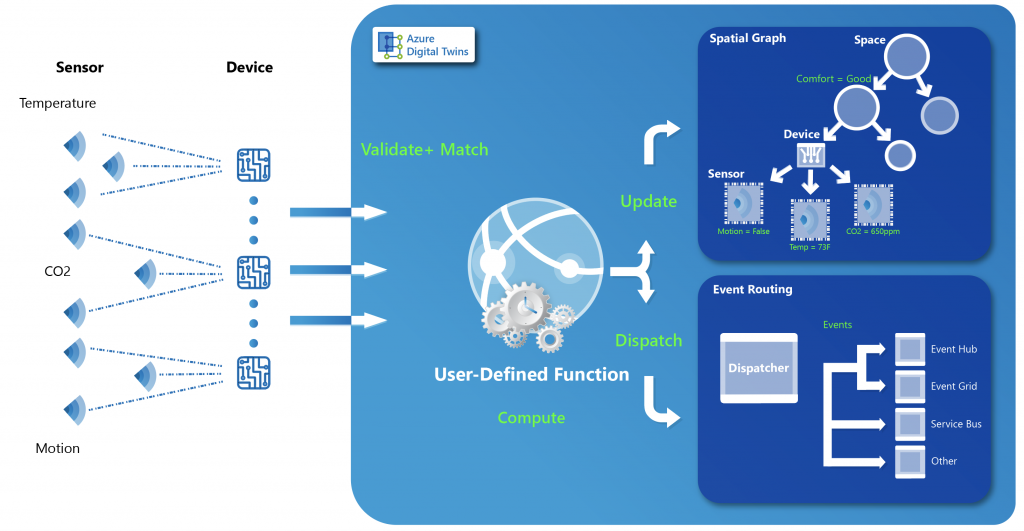 Sensor
Device
Temperature
CO2
Motion
Azure
Digital Twins
Validate+ Match
User-Defined Function
Compute
Update
Dispatch
Spatial Graph
Space
Comfort = Good
Device
Sensor
Motion = False
Temp = 73F
CO2 = 650ppm
Event Routing
Dispatcher
Events
Event Hub
Event Grid
Service Bus
Other